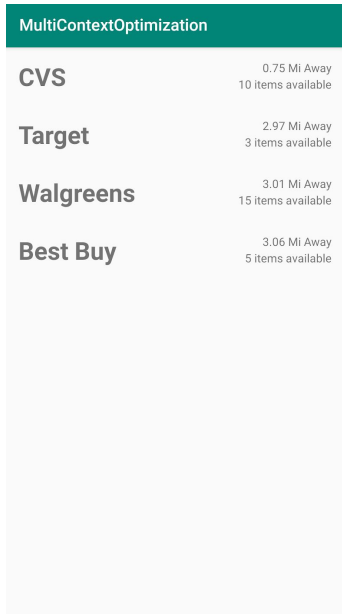 MultiContextOptimization
CVS
0.75 Mi Away
10 items available
Target
2.97 Mi Away
3 items available
Walgreens
3.01 Mi Away
15 items available
Best Buy
3.06 Mi Away
5 items available